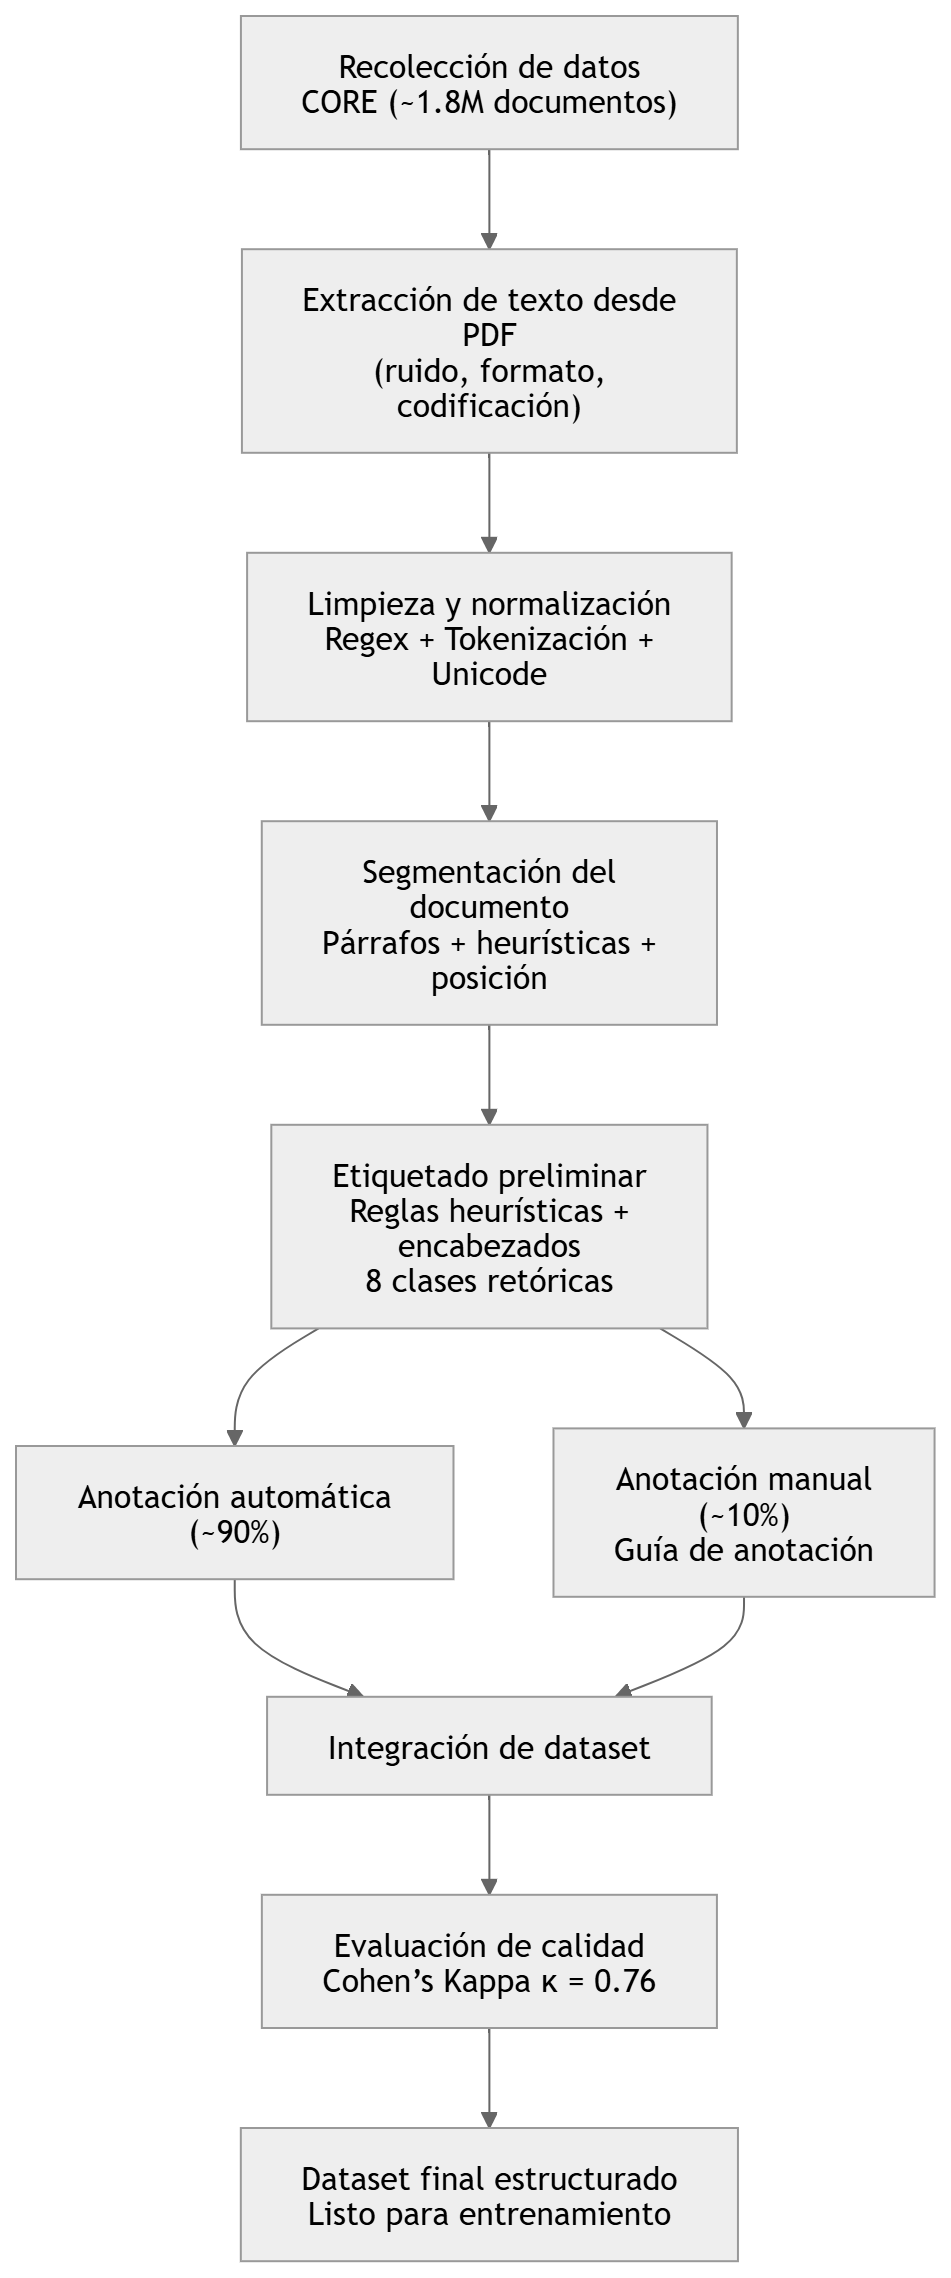 Recolección de datos
CORE (~1.8M documentos)
Extracción de texto desde
PDF
(ruido, formato,
codificación)
Limpieza y normalización
Regex + Tokenización +
Unicode
Segmentación del
documento
Párrafos + heurísticas +
posición
Etiquetado preliminar
Reglas heurísticas +
encabezados
8 clases retóricas
Anotación automática
(~90%)
Anotación manual
(~10%)
Guía de anotación
Integración de dataset
Evaluación de calidad
Cohen’s Kappa κ = 0.76
Dataset final estructurado
Listo para entrenamiento